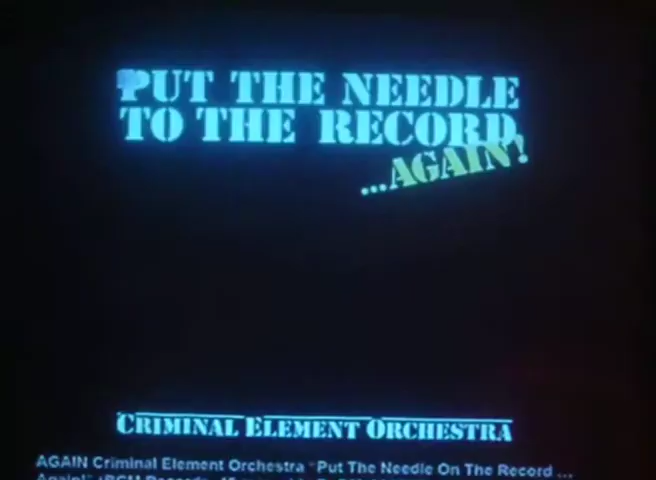 PUT THE NEEDLE
TO THE RECORD
...AGAIN!
CRIMINAL ELEMENT ORCHESTRA
AGAIN Criminal Element Orchestra "Put The Needle On The Record ...
Again!"